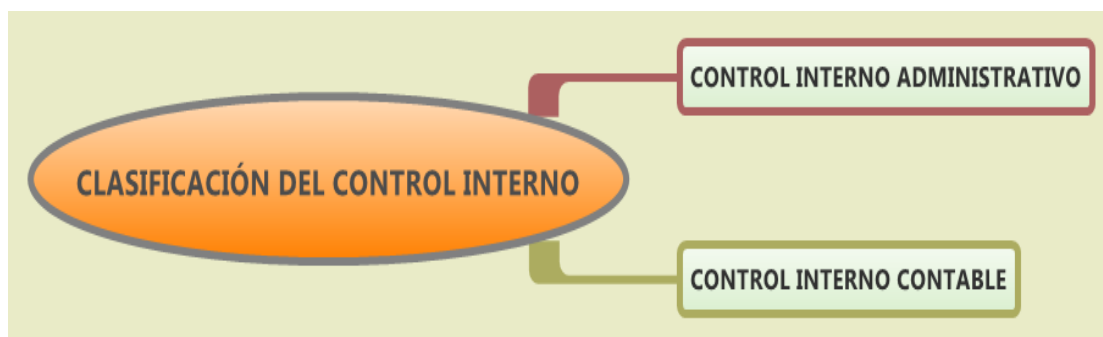 CONTROL INTERNO ADMINISTRATIVO
CLASIFICACIÓN DEL CONTROL INTERNO
CONTROL INTERNO CONTABLE